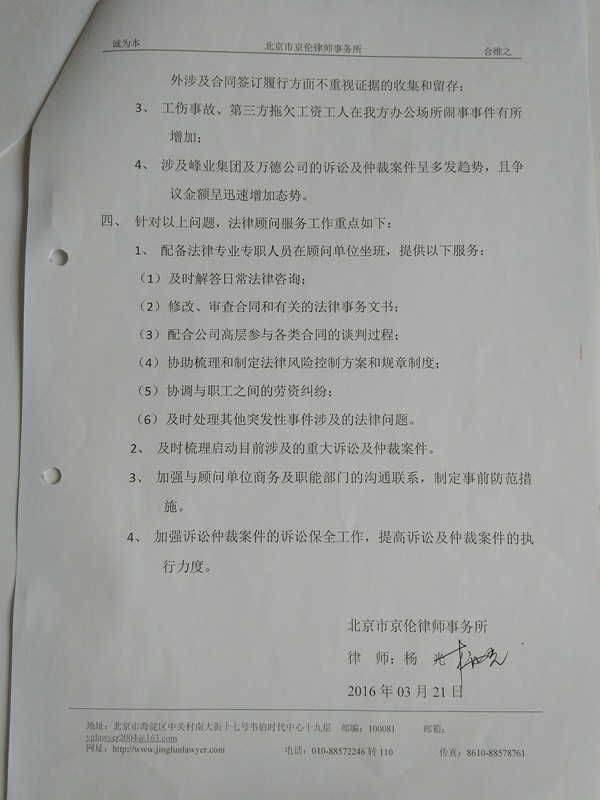 诚为本 北京市京伦律师事务所 合维之
外涉及合同签订履行方面不重视证据的收集和留存；
3、 工伤事故、第三方拖欠工资工人在我方办公场所闹事事件有所
增加；
4、 涉及峰业集团及万德公司的诉讼及仲裁案件呈多发趋势，且争
议金额呈迅速增加态势。
四、 针对以上问题，法律顾问服务工作重点如下：
1、 配备法律专业专职人员在顾问单位坐班，提供以下服务：
（1）及时解答日常法律咨询；
（2）修改、审查合同和有关的法律事务文书；
（3）配合公司高层参与各类合同的谈判过程；
（4）协助梳理和制定法律风险控制方案和规章制度；
（5）协调与职工之间的劳资纠纷；
（6）及时处理其他突发性事件涉及的法律问题。
2、 及时梳理启动目前涉及的重大诉讼及仲裁案件。
3、 加强与顾问单位商务及职能部门的沟通联系，制定事前防范措
施。
4、 加强诉讼仲裁案件的诉讼保全工作，提高诉讼及仲裁案件的执
行力度。
北京市京伦律师事务所
律 师：杨 光 杨光
2016 年 03 月 21 日
地址：北京市海淀区中关村南大街十七号韦伯时代中心十九层 邮编：100081 邮箱：
yglawyer2004@163.com
网址：http://www.jinglunlawyer.com 电话：010-88572246 转 110 传真：8610-88578761